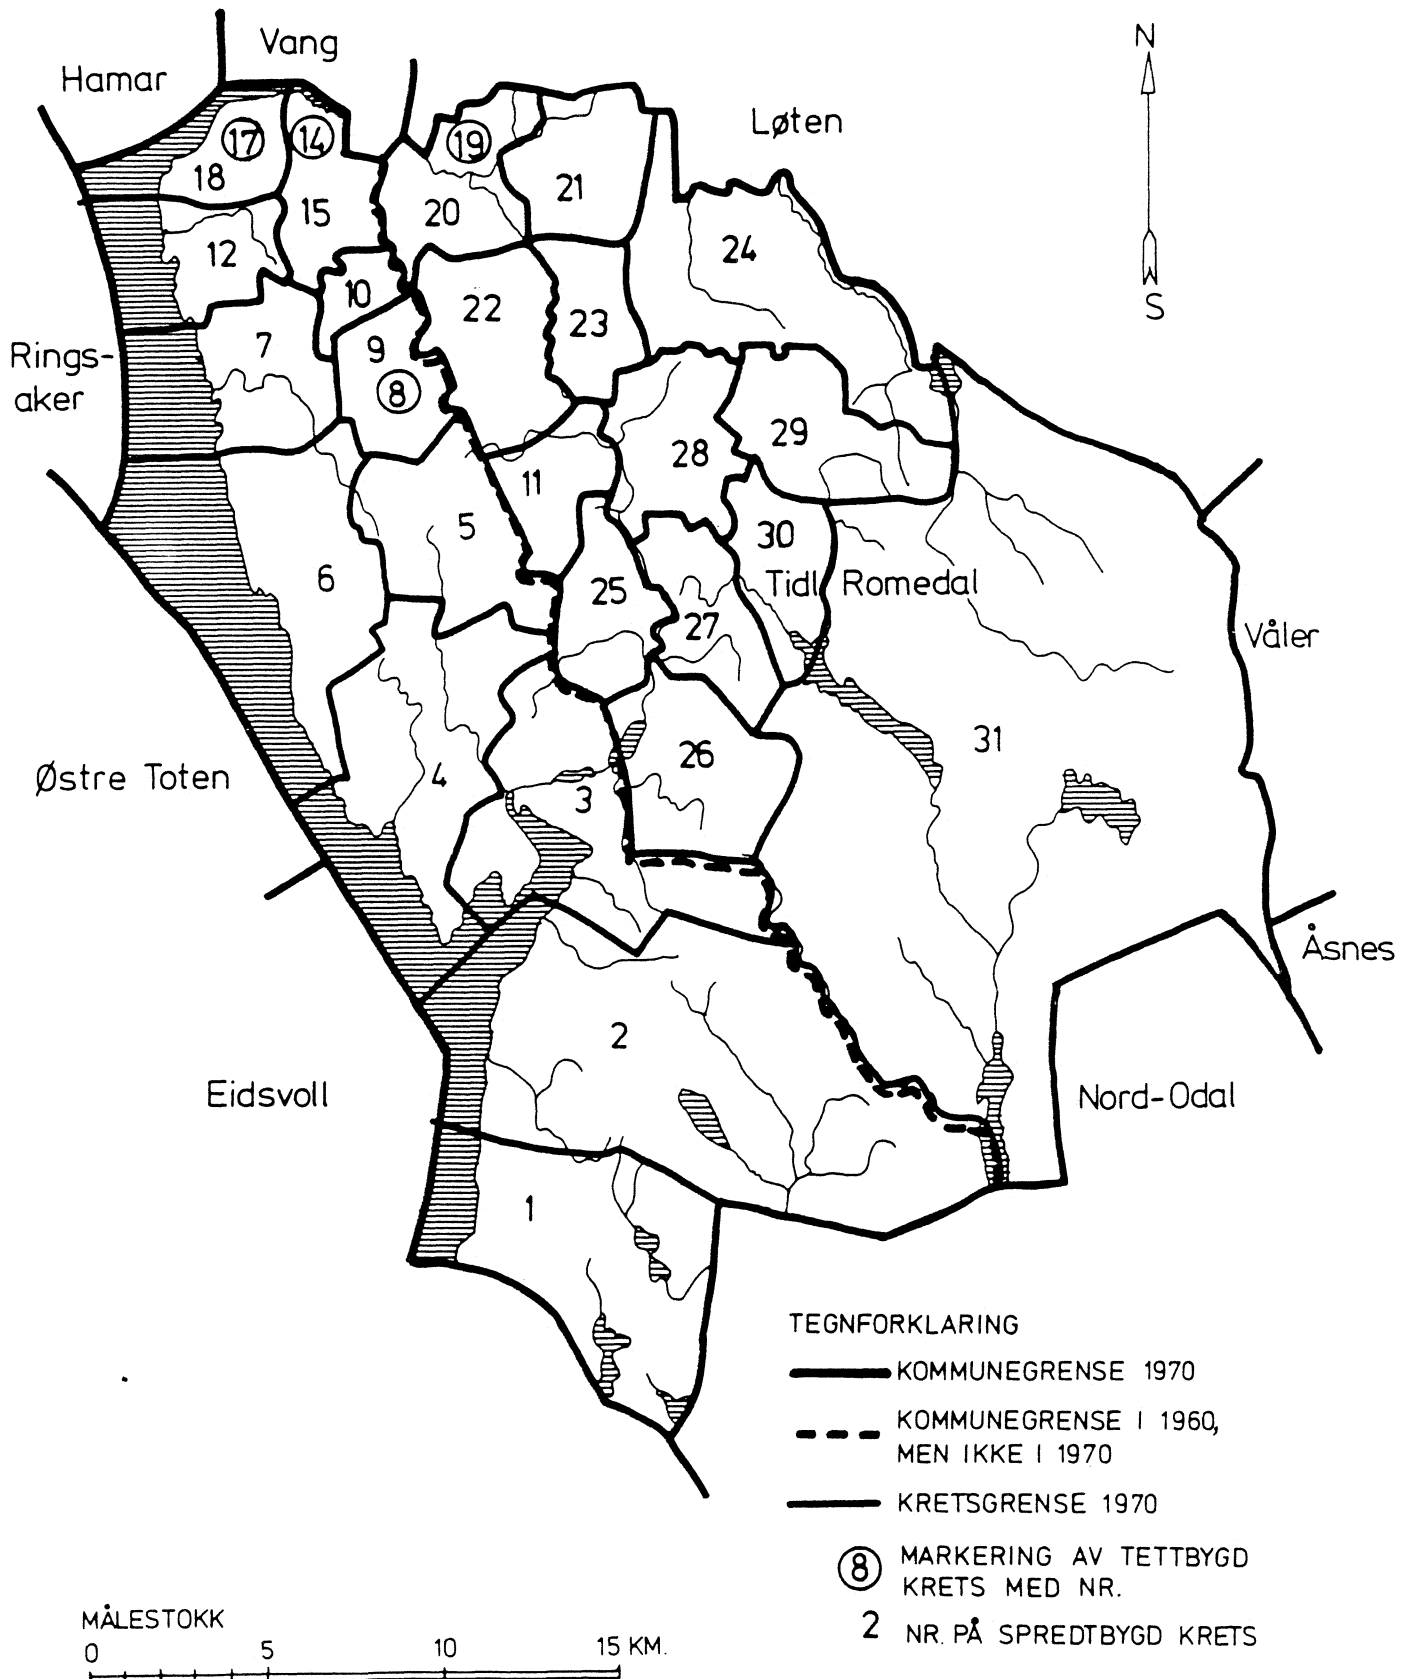 Vang
N
Hamar
Løten
17
14
19
18
21
15
20
12
24
10
S
22
7
23
9
Rings-
aker
8
29
28
11
5
30
6
25
Tidl. Romedal
27
Våler
31
26
Østre Toten
4
3
Åsnes
2
Eidsvoll
Nord-Odal
1
TEGNFORKLARING
KOMMUNEGRENSE 1970
KOMMUNEGRENSE I 1960,
MEN IKKE I 1970
KRETSGRENSE 1970
8 MARKERING AV TETTBYGD
KRETS MED NR.
2 NR. PÅ SPREDTBYGD KRETS
MÅLESTOKK
0 5 10 15 KM.